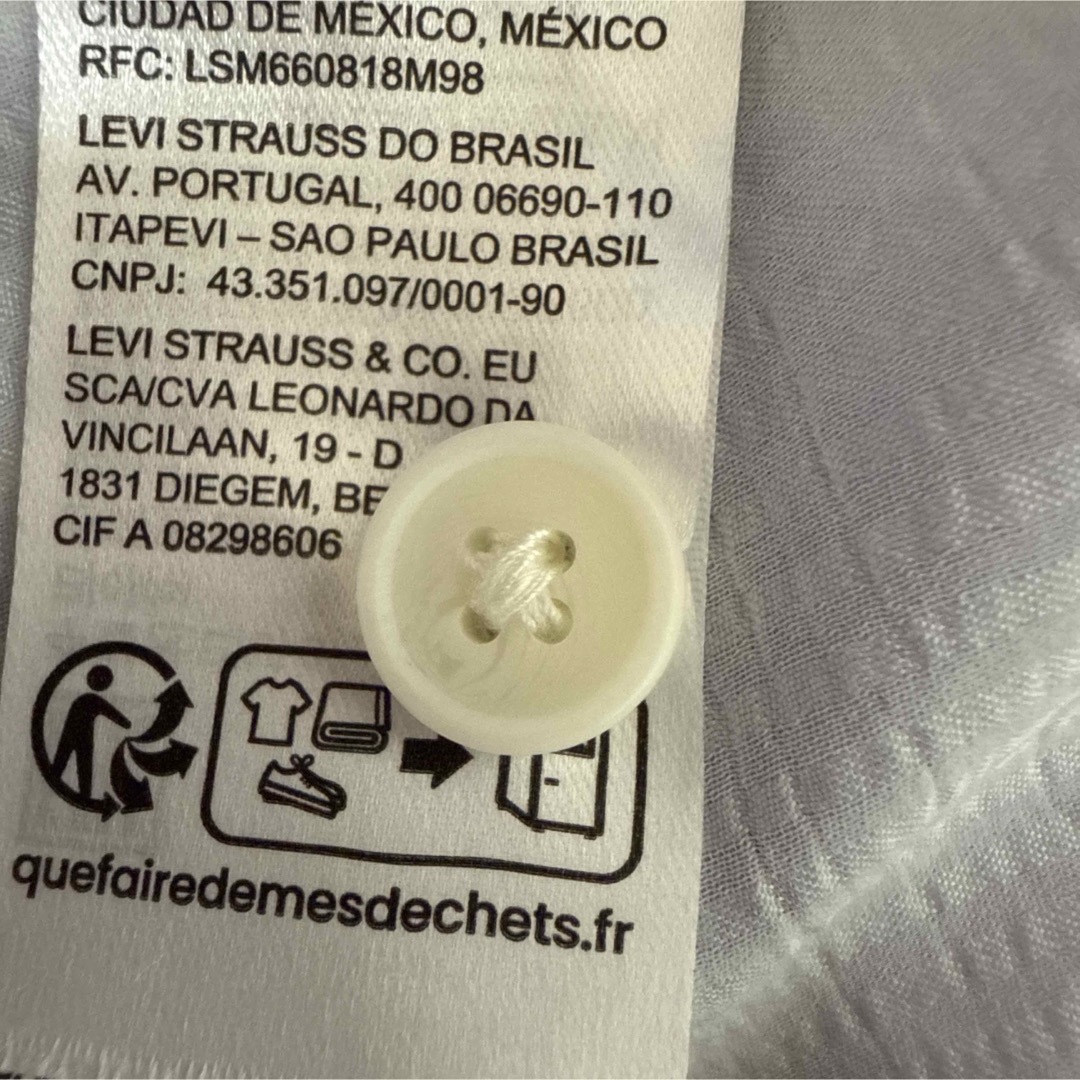 CIUDAD DE MÉXICO, MÉXICO
RFC: LSM660818M98
LEVI STRAUSS DO BRASIL
AV. PORTUGAL, 400 06690-110
ITAPEVI – SAO PAULO BRASIL
CNPJ: 43.351.097/0001-90
LEVI STRAUSS & CO. EU
SCA/CVA LEONARDO DA
VINCILAAN, 19 - D
1831 DIEGEM, BE
CIF A 08298606
quefairedemesdechets.fr